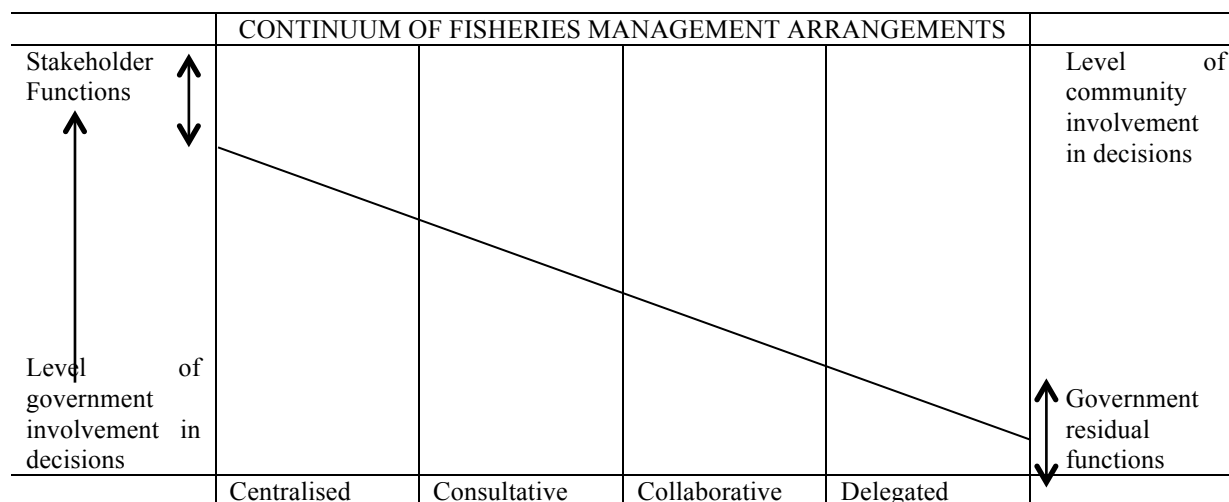 CONTINUUM OF FISHERIES MANAGEMENT ARRANGEMENTS
Stakeholder
Functions
Level of
government
involvement in
decisions
Level of
community
involvement
in decisions
Government
residual
functions
Centralised Consultative Collaborative Delegated